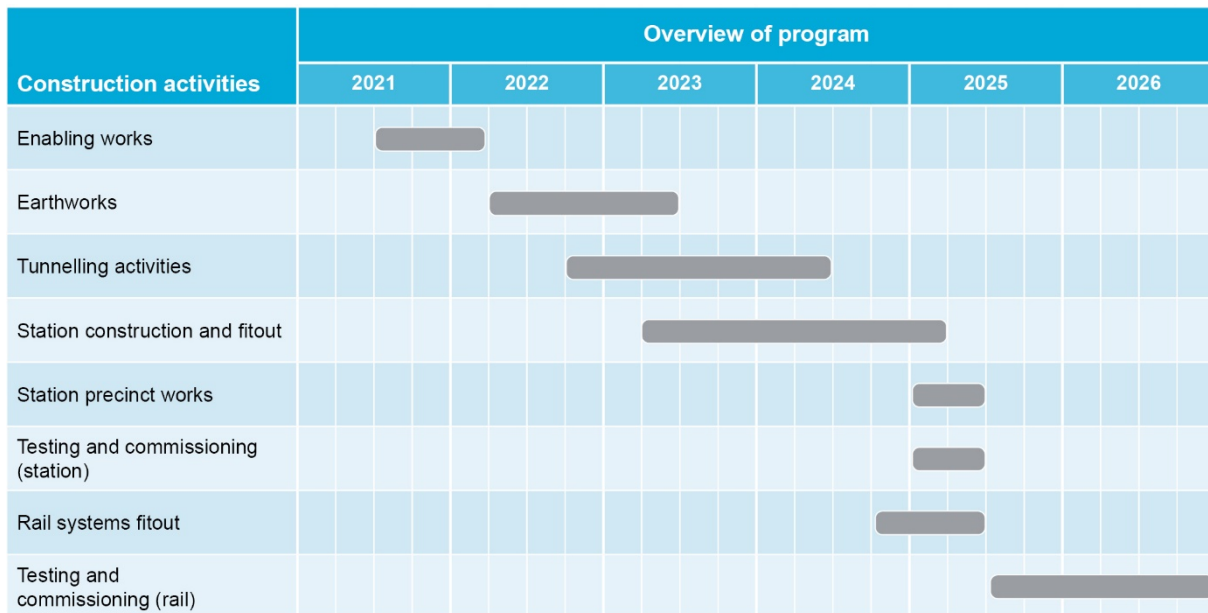 Overview of program
Construction activities
2021
2022
2023
2024
2025
2026
Enabling works
Earthworks
Tunnelling activities
Station construction and fitout
Station precinct works
Testing and commissioning
(station)
Rail systems fitout
Testing and
commissioning (rail)